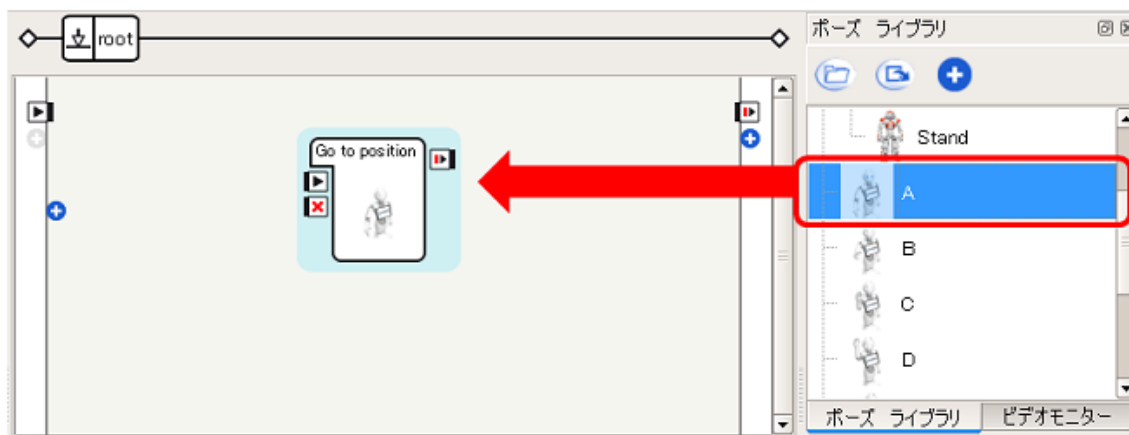 root
Go to position
ポーズ ライブラリ
Stand
A
B
C
D
ポーズ ライブラリ
ビデオモニター